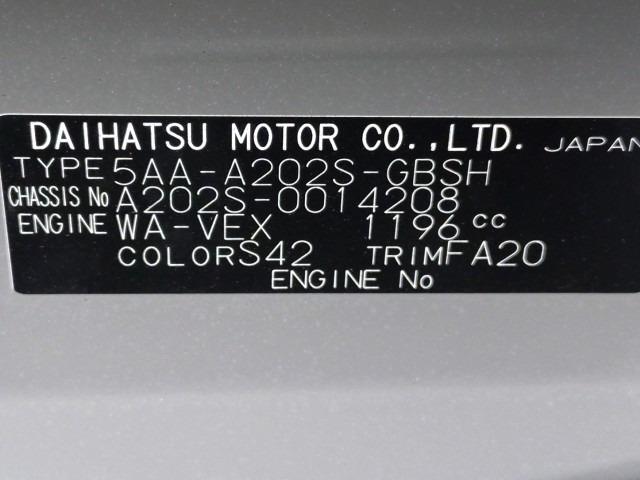 DAIHATSU MOTOR CO.,LTD. JAPAN
TYPE 5AA-A202S-GBSH
CHASSIS No A202S-0014208
ENGINE WA-VEX 1196 cc
COLOR S42 TRIM FA20
ENGINE No